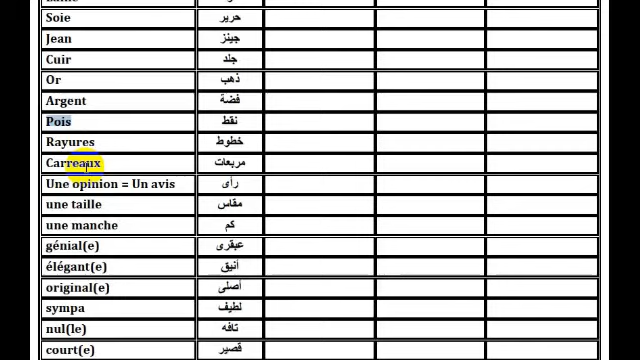 Soie حرير
Jean جينز
Cuir جلد
Or ذهب
Argent فضة
Pois نقط
Rayures خطوط
Carreaux مربعات
Une opinion = Un avis رأى
une taille مقاس
une manche كم
génial(e) عبقرى
élégant(e) أنيق
original(e) أصلى
sympa لطيف
nul(le) تافه
court(e) قصير